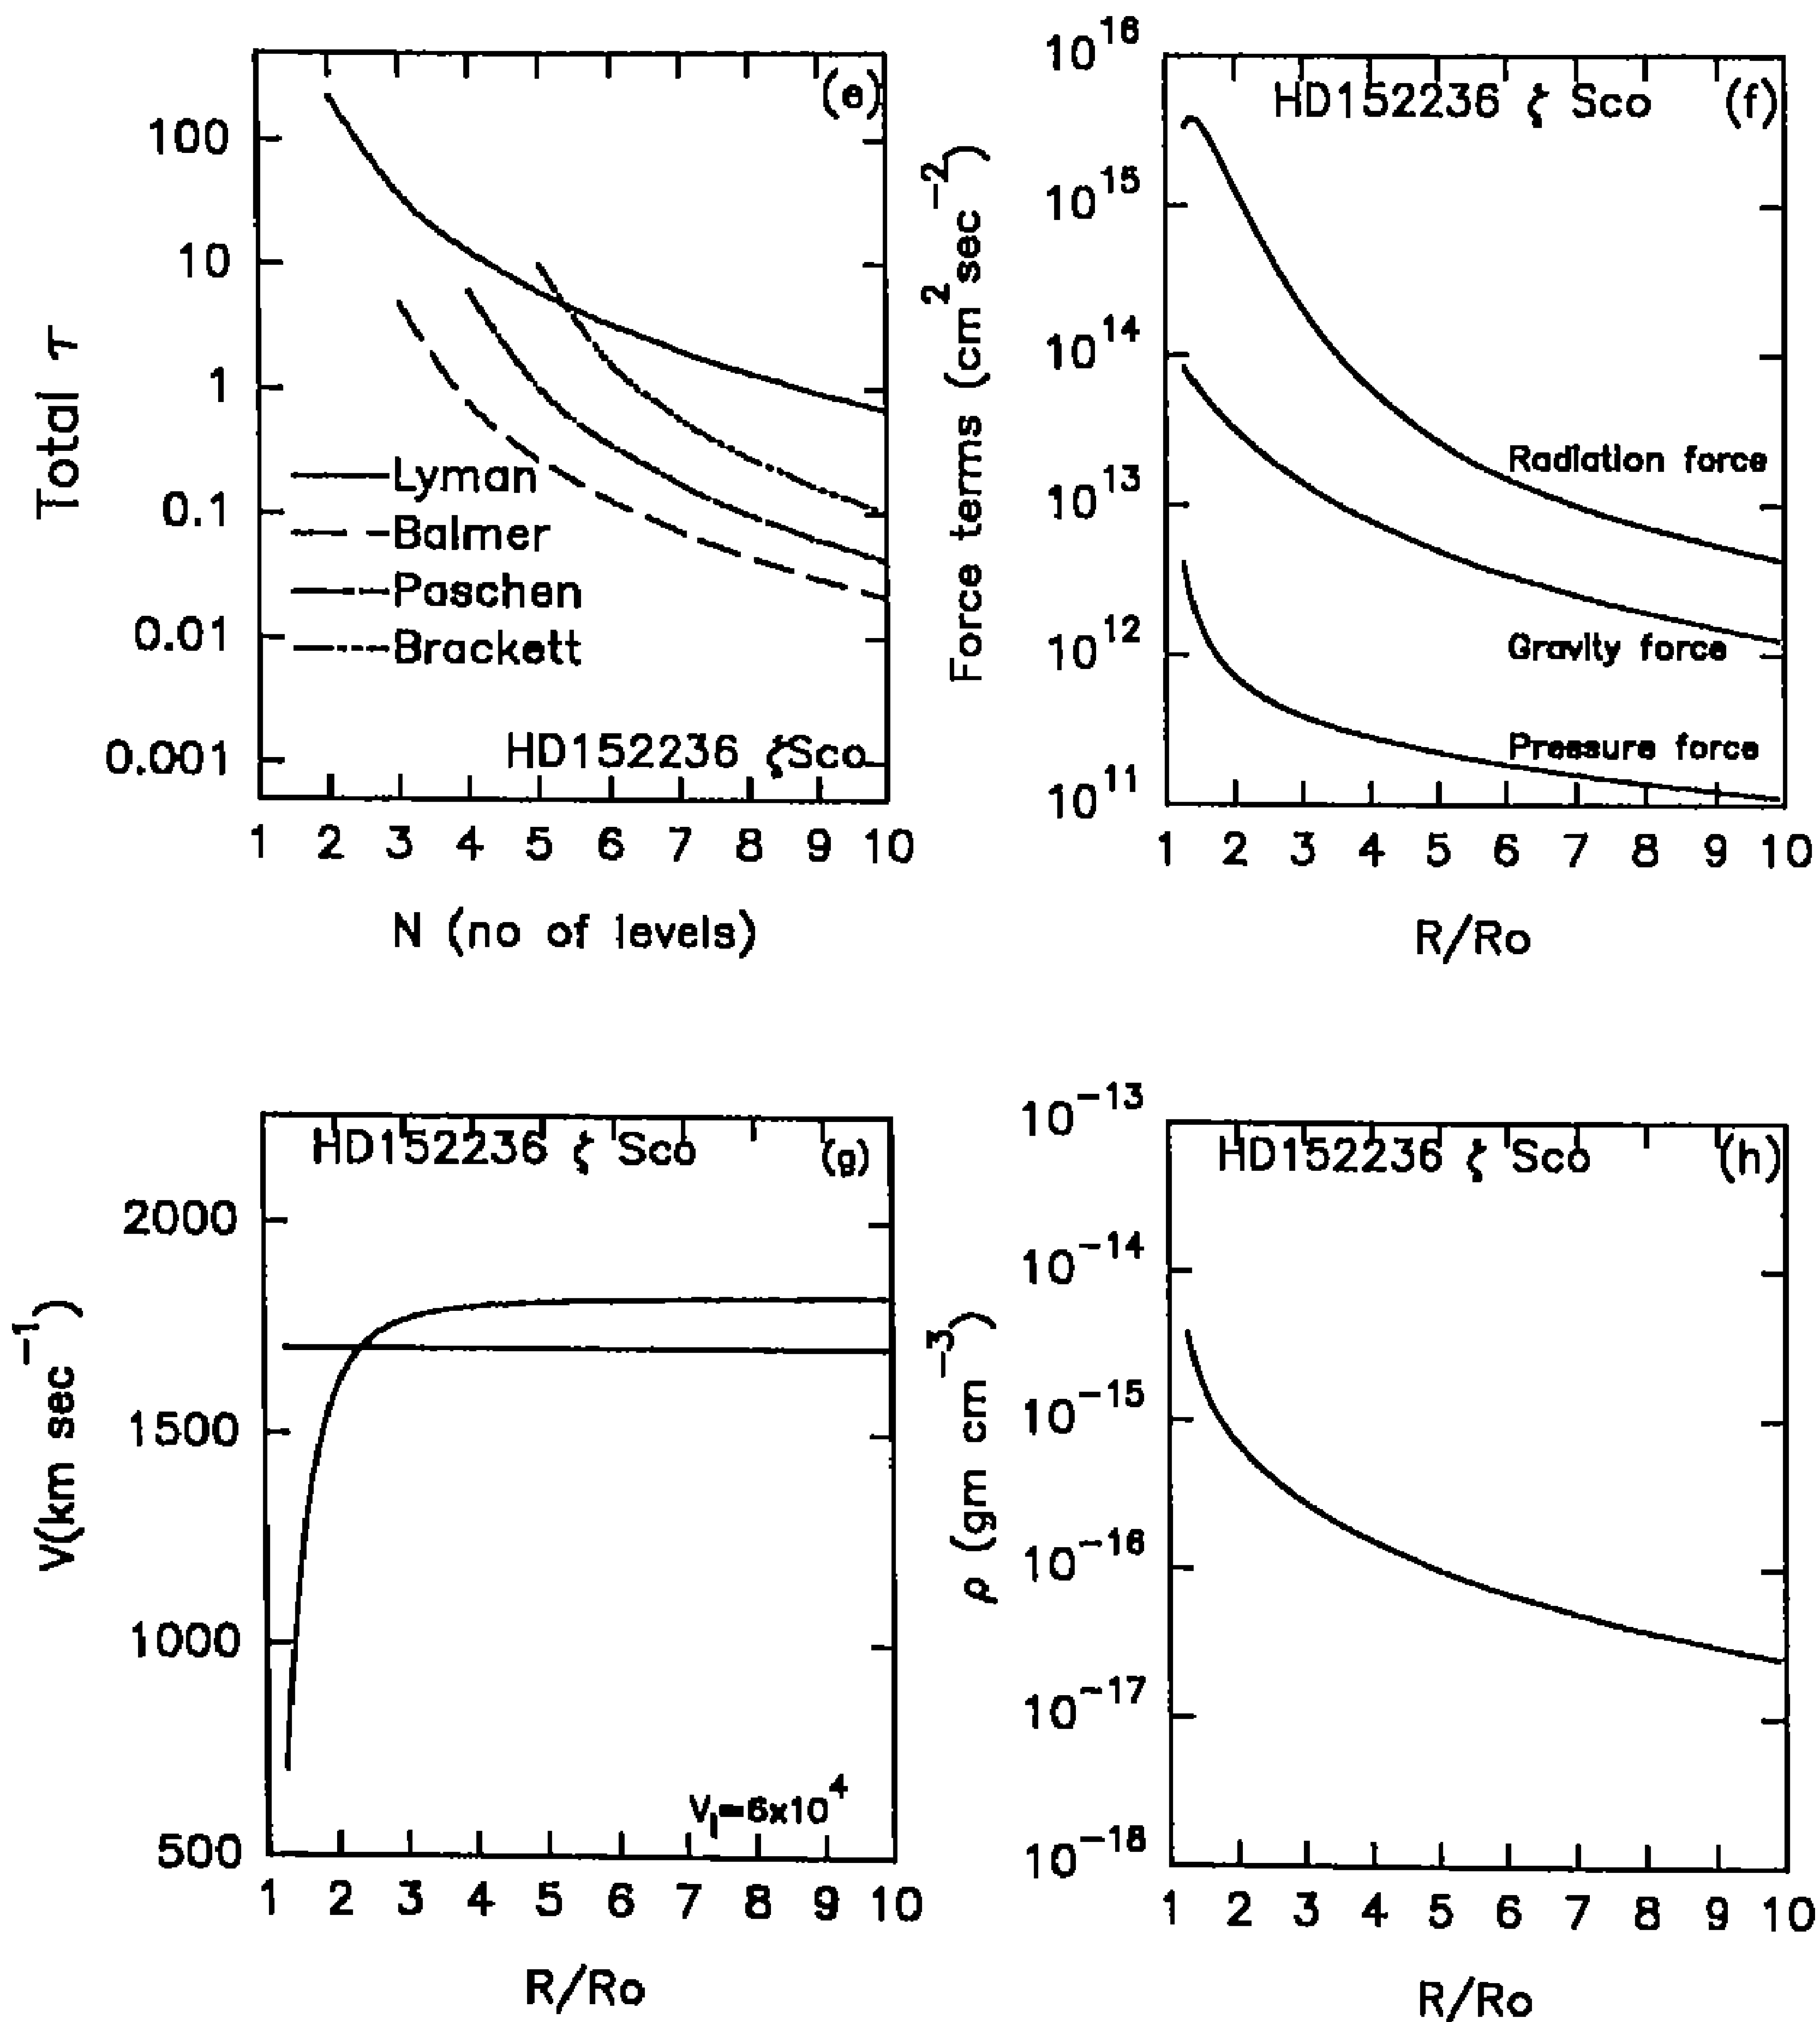 (e)
100
10
1
0.1
0.01
0.001
Total τ
Lyman
Balmer
Paschen
Brackett
HD152236 ζSco
1 2 3 4 5 6 7 8 9 10
N (no of levels)
HD152236 ζ Sco (f)
10^16
10^15
10^14
10^13
10^12
10^11
Force terms (cm^2 sec^-2)
Radiation force
Gravity force
Pressure force
1 2 3 4 5 6 7 8 9 10
R/Ro
HD152236 ζ Sco (g)
2000
1500
1000
500
V(km sec^-1)
V_I=6x10^4
1 2 3 4 5 6 7 8 9 10
R/Ro
HD152236 ζ Sco (h)
10^-13
10^-14
10^-15
10^-16
10^-17
10^-18
ρ (gm cm^-3)
1 2 3 4 5 6 7 8 9 10
R/Ro